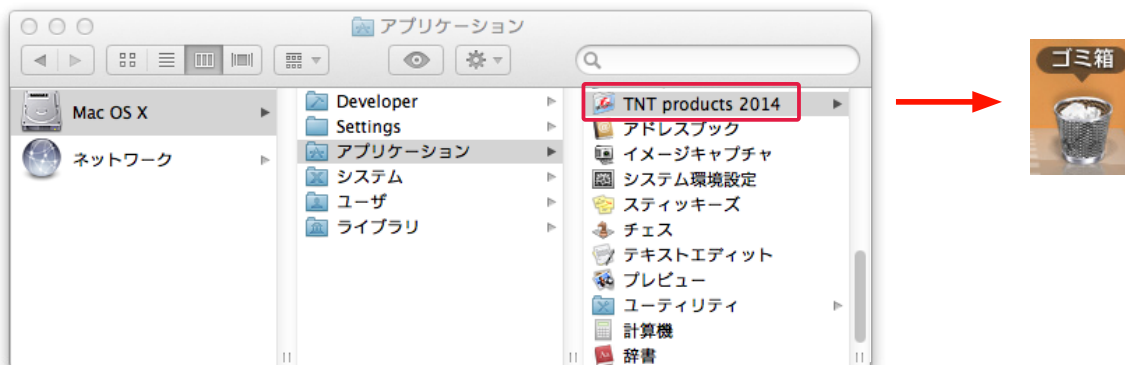 アプリケーション
Mac OS X
ネットワーク
Developer
Settings
アプリケーション
システム
ユーザ
ライブラリ
TNT products 2014
アドレスブック
イメージキャプチャ
システム環境設定
スティッキーズ
チェス
テキストエディット
プレビュー
ユーティリティ
計算機
辞書
ゴミ箱